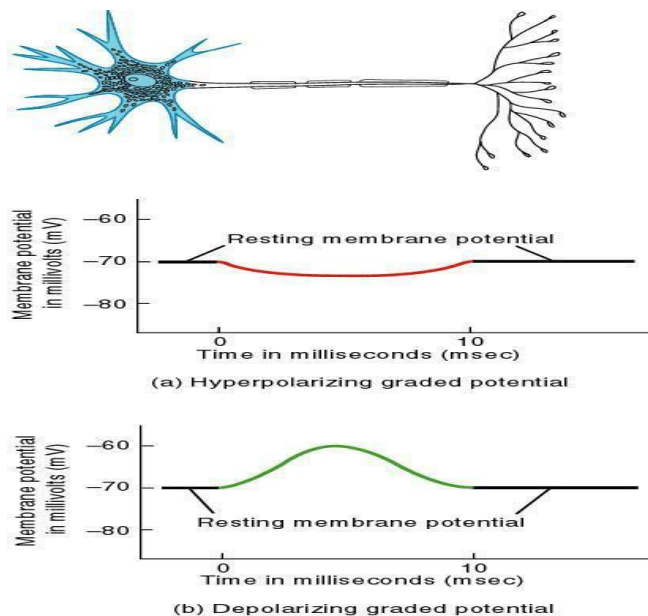 Membrane potential
in millivolts (mV)
–60
–70
–80
Resting membrane potential
0
10
Time in milliseconds (msec)
(a) Hyperpolarizing graded potential
Membrane potential
in millivolts (mV)
–60
–70
–80
Resting membrane potential
0
10
Time in milliseconds (msec)
(b) Depolarizing graded potential